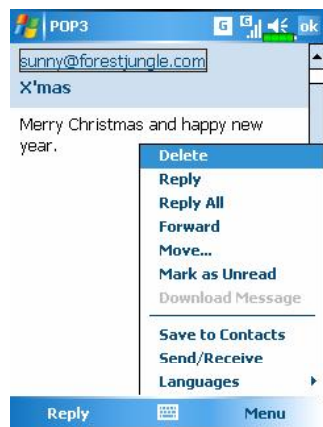 POP3
G
G
ok
sunny@forestjungle.com
X'mas
Merry Christmas and happy new
year.
Delete
Reply
Reply All
Forward
Move...
Mark as Unread
Download Message
Save to Contacts
Send/Receive
Languages
Reply
Menu